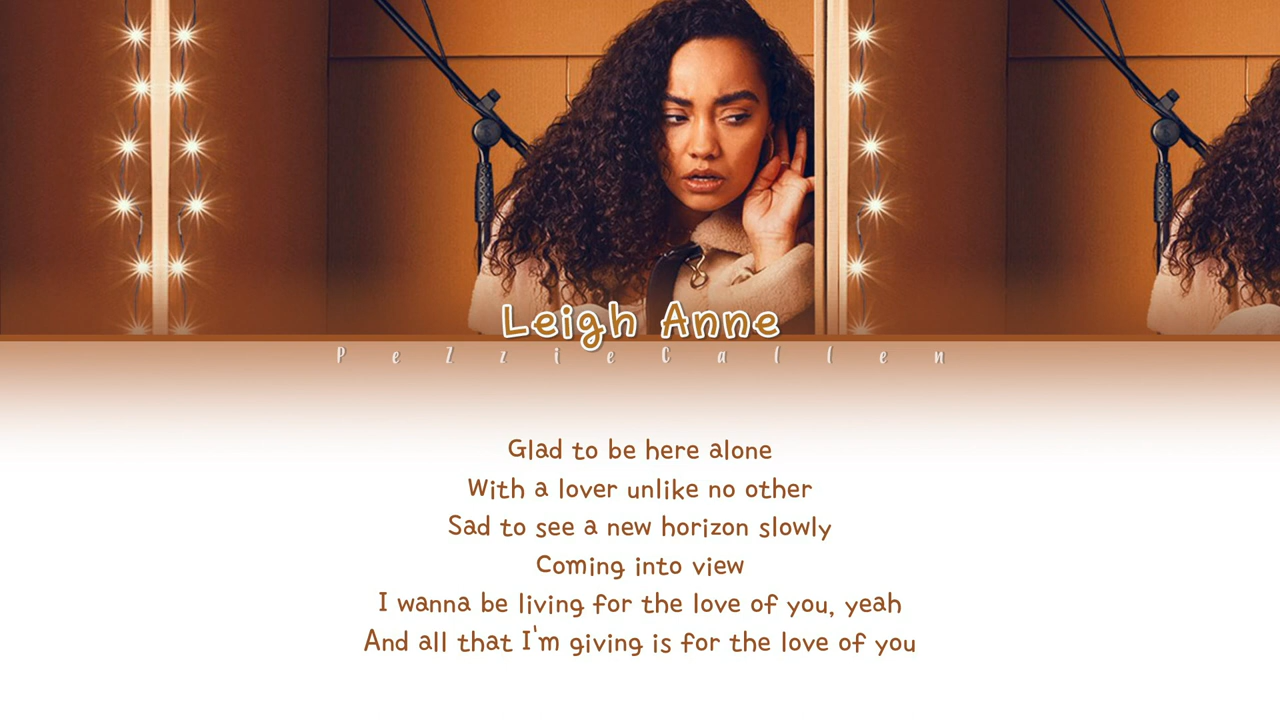 Leigh Anne
PeZzieCallen
Glad to be here alone
With a lover unlike no other
Sad to see a new horizon slowly
Coming into view
I wanna be living for the love of you, yeah
And all that I'm giving is for the love of you